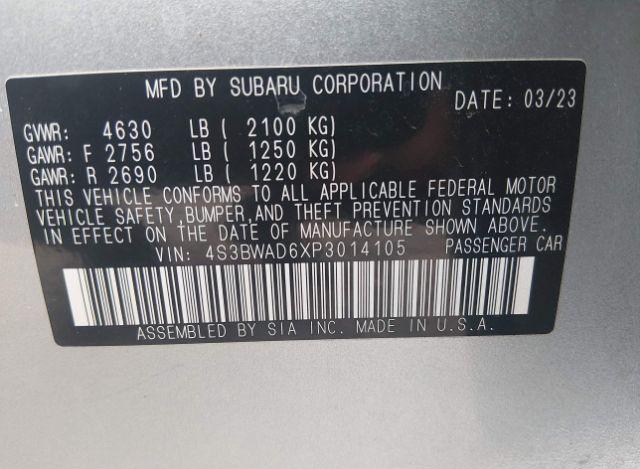 MFD BY SUBARU CORPORATION
DATE: 03/23
GVWR: 4630 LB ( 2100 KG)
GAWR: F 2756 LB ( 1250 KG)
GAWR: R 2690 LB ( 1220 KG)
THIS VEHICLE CONFORMS TO ALL APPLICABLE FEDERAL MOTOR
VEHICLE SAFETY,BUMPER,AND THEFT PREVENTION STANDARDS
IN EFFECT ON THE DATE OF MANUFACTURE SHOWN ABOVE.
VIN: 4S3BWAD6XP3014105 PASSENGER CAR
ASSEMBLED BY SIA INC. MADE IN U.S.A.